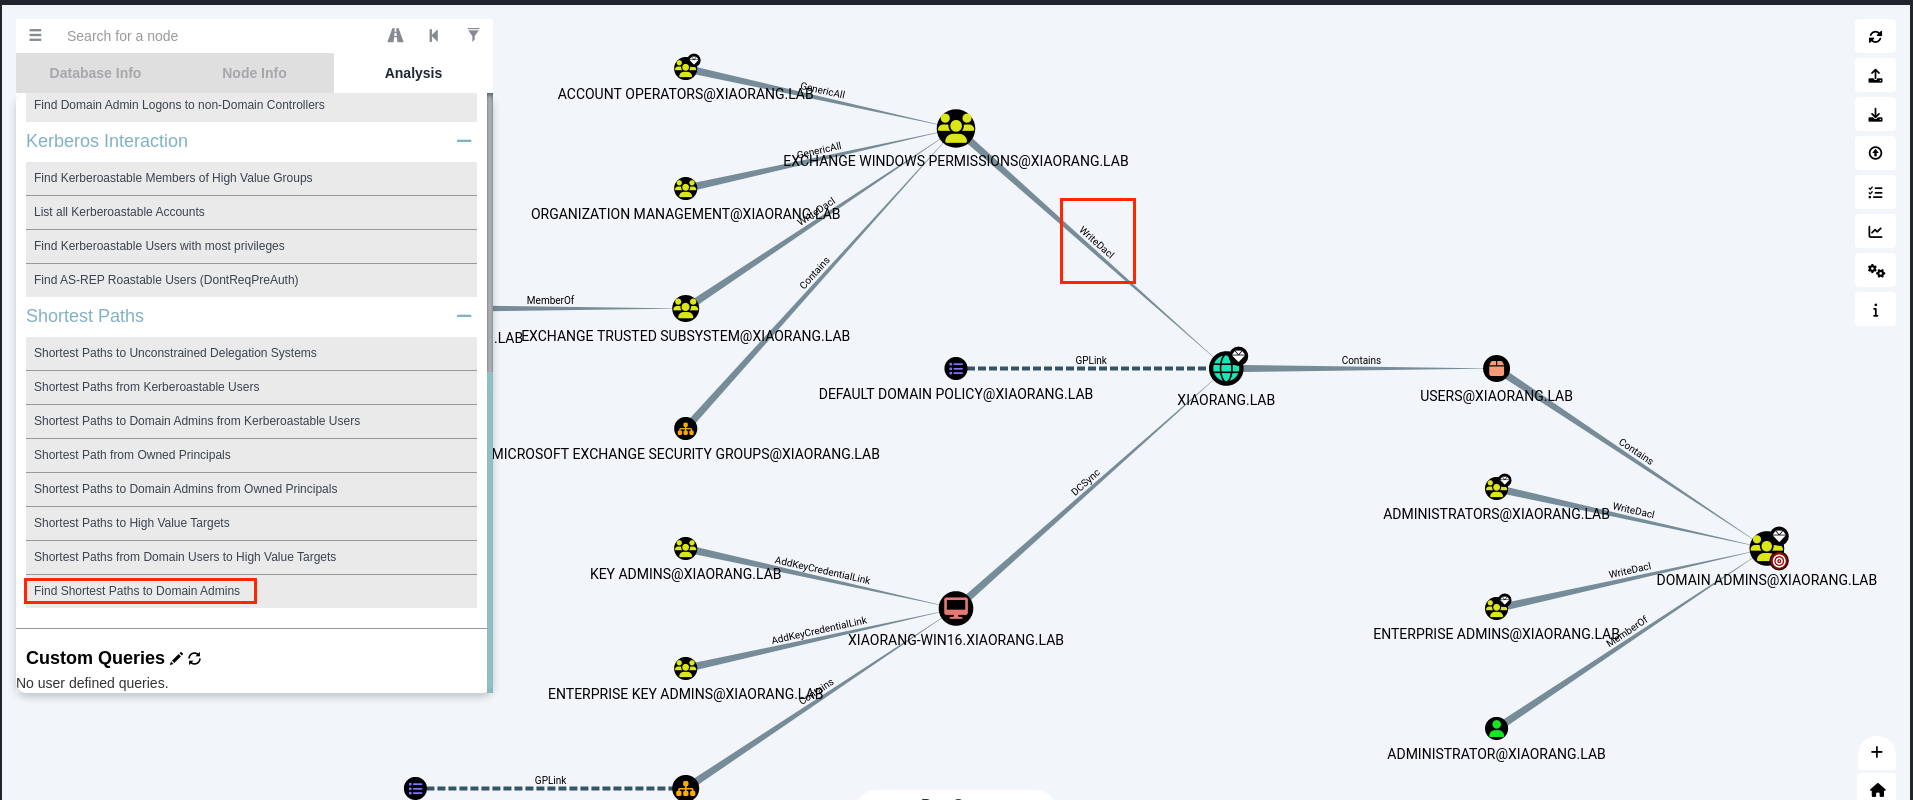 Search for a node
Database Info
Node Info
Analysis
Find Domain Admin Logons to non-Domain Controllers
Kerberos Interaction
Find Kerberoastable Members of High Value Groups
List all Kerberoastable Accounts
Find Kerberoastable Users with most privileges
Find AS-REP Roastable Users (DontReqPreAuth)
Shortest Paths
Shortest Paths to Unconstrained Delegation Systems
Shortest Paths from Kerberoastable Users
Shortest Paths to Domain Admins from Kerberoastable Users
Shortest Path from Owned Principals
Shortest Paths to Domain Admins from Owned Principals
Shortest Paths to High Value Targets
Shortest Paths from Domain Users to High Value Targets
Find Shortest Paths to Domain Admins
Custom Queries
No user defined queries.
ACCOUNT OPERATORS@XIAORANG.LAB
GenericAll
EXCHANGE WINDOWS PERMISSIONS@XIAORANG.LAB
GenericAll
ORGANIZATION MANAGEMENT@XIAORANG.LAB
WriteDacl
WriteDacl
Contains
MemberOf
.LAB
EXCHANGE TRUSTED SUBSYSTEM@XIAORANG.LAB
GPLink
DEFAULT DOMAIN POLICY@XIAORANG.LAB
XIAORANG.LAB
Contains
USERS@XIAORANG.LAB
MICROSOFT EXCHANGE SECURITY GROUPS@XIAORANG.LAB
DCSync
Contains
ADMINISTRATORS@XIAORANG.LAB
WriteDacl
KEY ADMINS@XIAORANG.LAB
AddKeyCredentialLink
WriteDacl
DOMAIN ADMINS@XIAORANG.LAB
AddKeyCredentialLink
XIAORANG-WIN16.XIAORANG.LAB
ENTERPRISE ADMINS@XIAORANG.LAB
MemberOf
ENTERPRISE KEY ADMINS@XIAORANG.LAB
Contains
ADMINISTRATOR@XIAORANG.LAB
GPLink